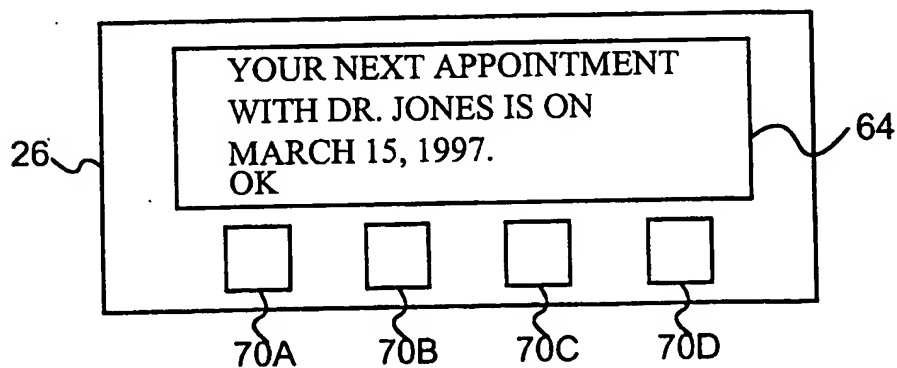 YOUR NEXT APPOINTMENT
WITH DR. JONES IS ON
MARCH 15, 1997.
OK
26
64
70A 70B 70C 70D